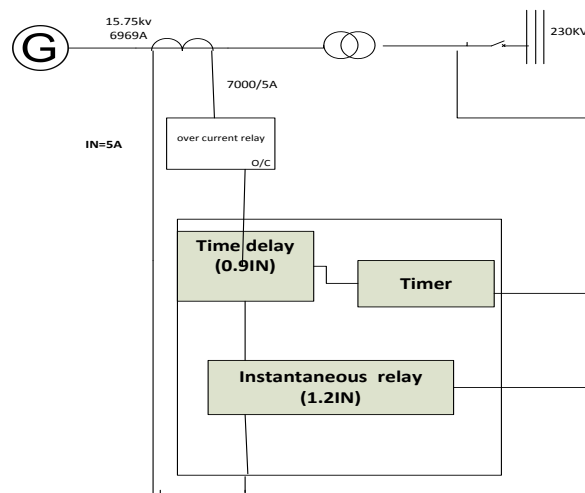 G
15.75kv
6969A
230KV
7000/5A
over current relay
IN=5A
O/C
Time delay
(0.9IN)
Timer
Instantaneous relay
(1.2IN)